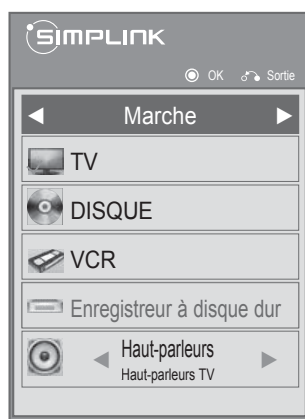 SIMPLINK
OK Sortie
Marche
TV
DISQUE
VCR
Enregistreur à disque dur
Haut-parleurs
Haut-parleurs TV